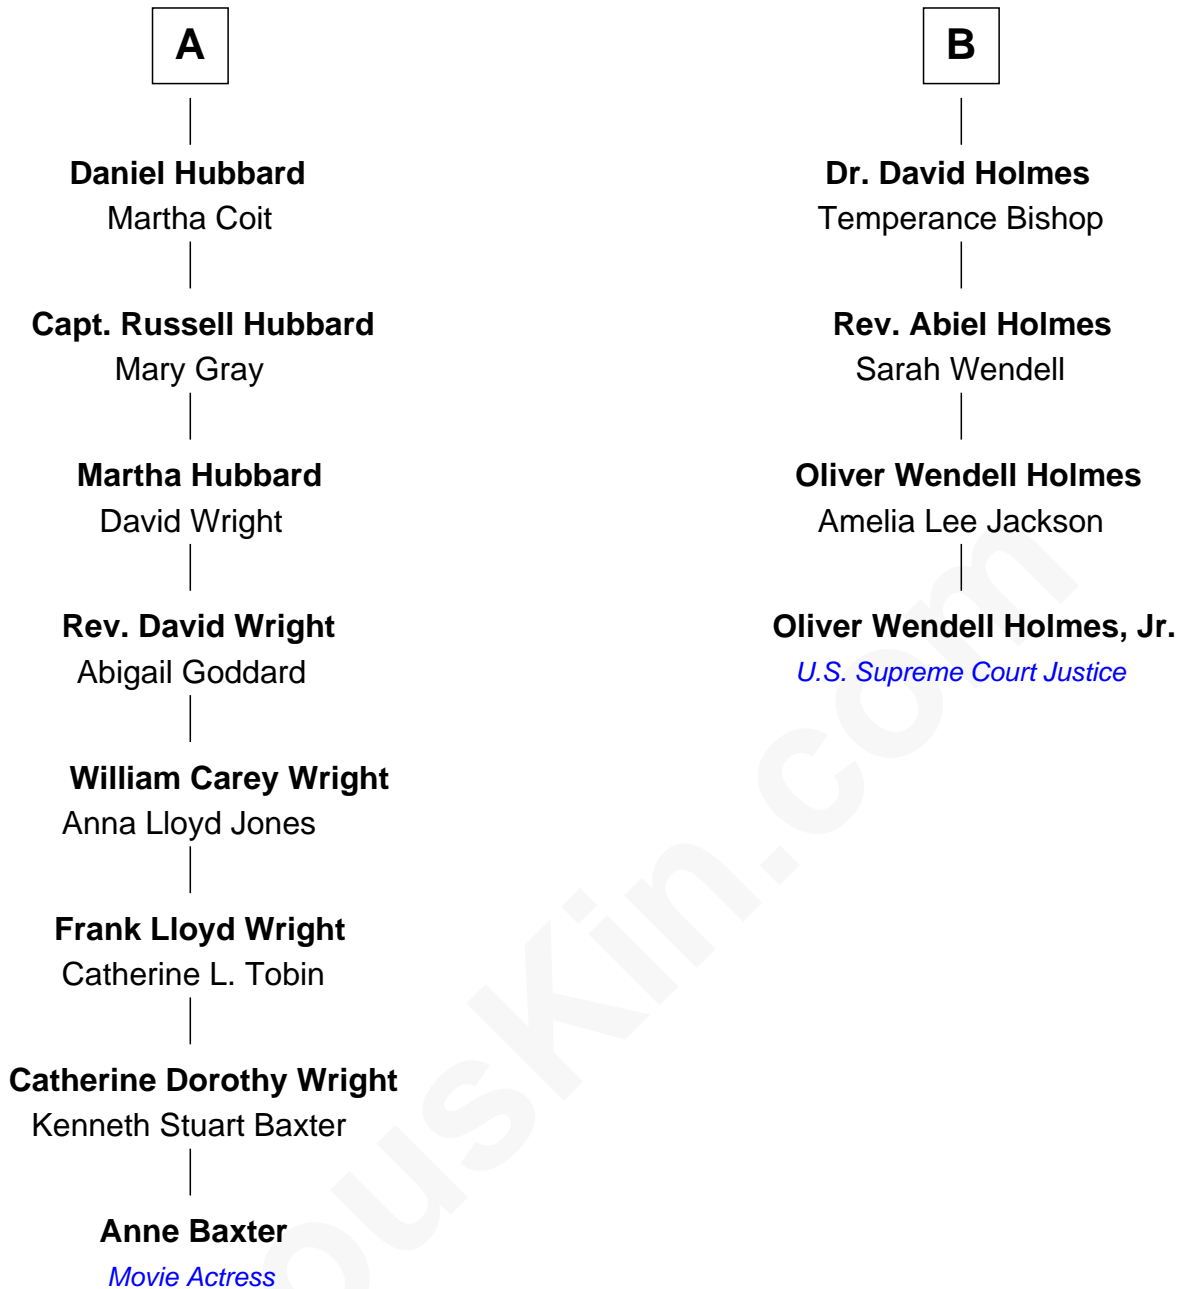 A
Daniel Hubbard
Martha Coit
Capt. Russell Hubbard
Mary Gray
Martha Hubbard
David Wright
Rev. David Wright
Abigail Goddard
William Carey Wright
Anna Lloyd Jones
Frank Lloyd Wright
Catherine L. Tobin
Catherine Dorothy Wright
Kenneth Stuart Baxter
Anne Baxter
Movie Actress
B
Dr. David Holmes
Temperance Bishop
Rev. Abiel Holmes
Sarah Wendell
Oliver Wendell Holmes
Amelia Lee Jackson
Oliver Wendell Holmes, Jr.
U.S. Supreme Court Justice
ousKin.com